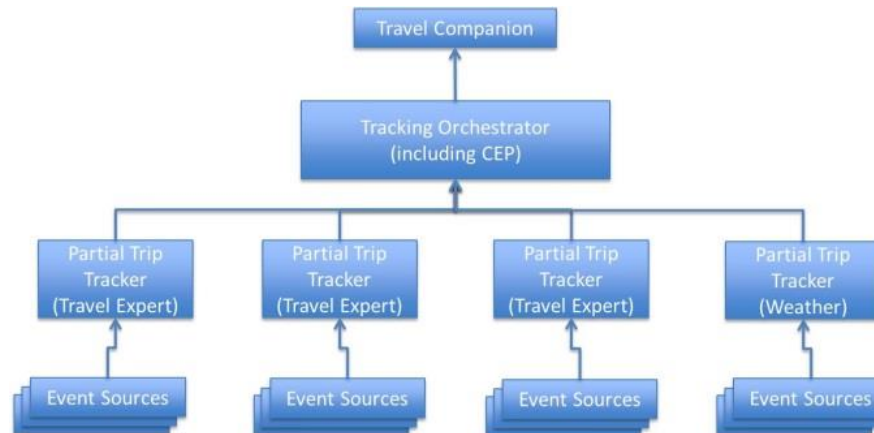 Travel Companion
Tracking Orchestrator
(including CEP)
Partial Trip
Tracker
(Travel Expert)
Partial Trip
Tracker
(Travel Expert)
Partial Trip
Tracker
(Travel Expert)
Partial Trip
Tracker
(Weather)
Event Sources
Event Sources
Event Sources
Event Sources